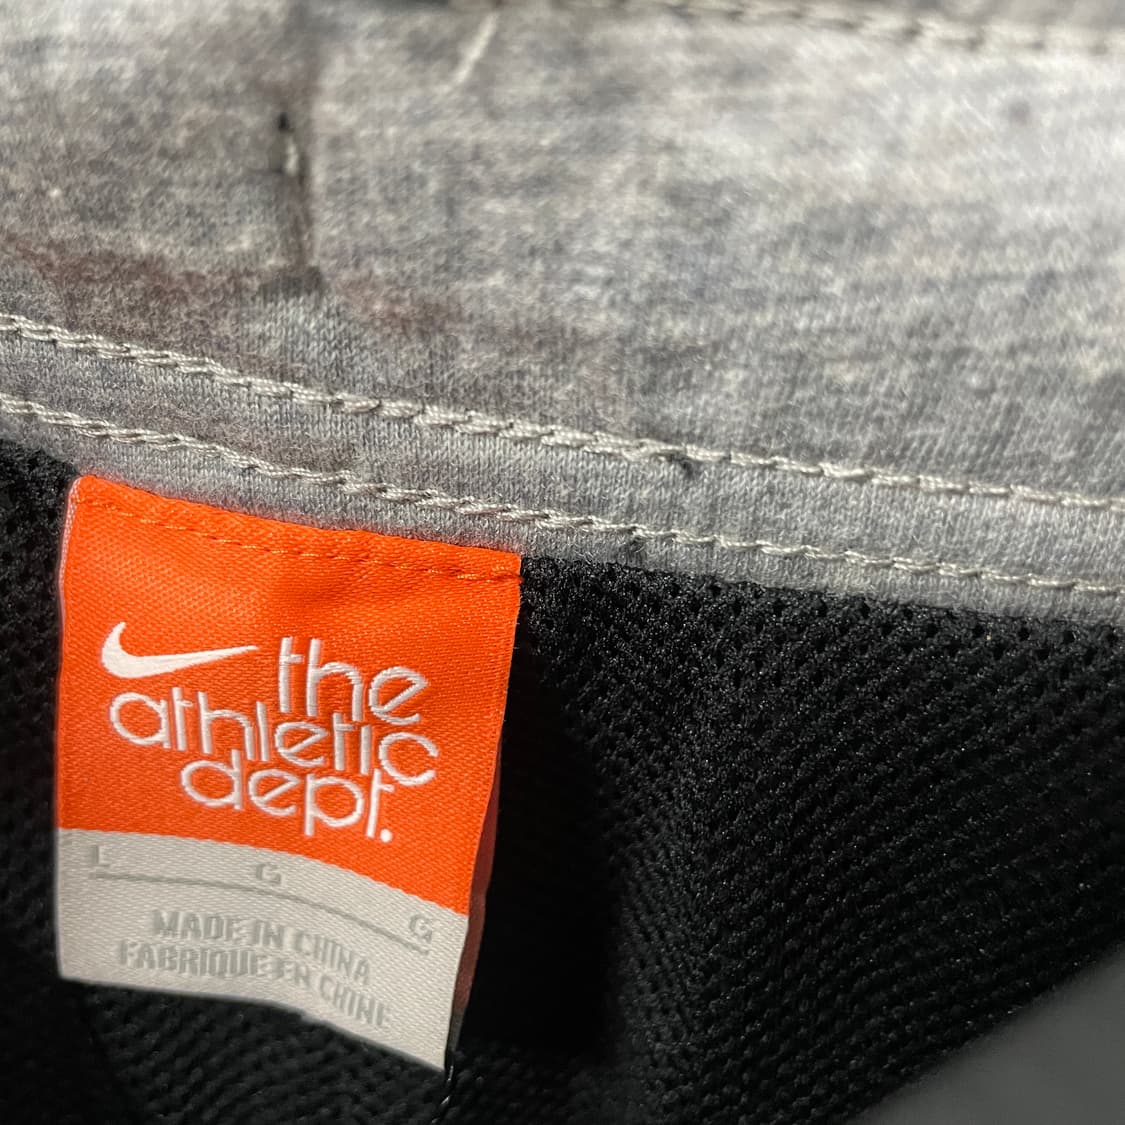 the
athletic
dept.
L G G
MADE IN CHINA
FABRIQUE EN CHINE